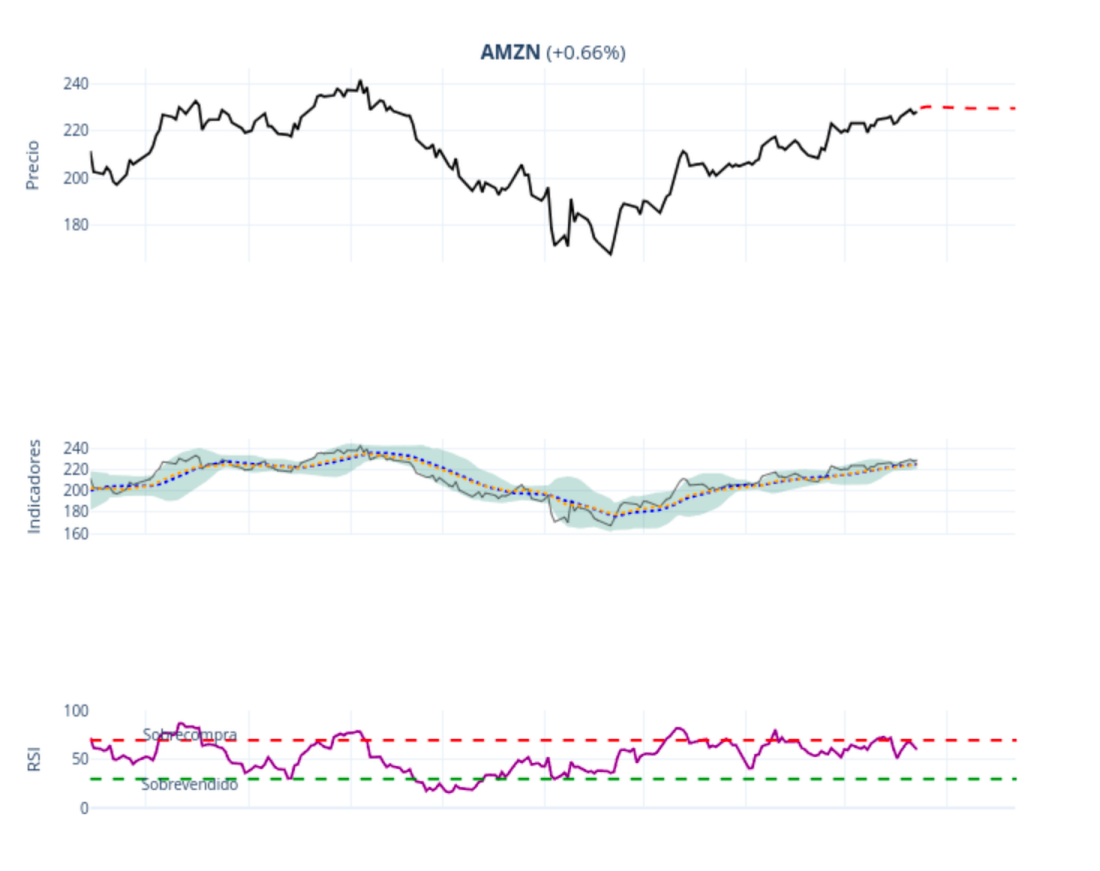 AMZN (+0.66%)
240
220
200
180
Precio
240
220
200
180
160
Indicadores
100
50
0
RSI
Sobrecompra
Sobrevendido